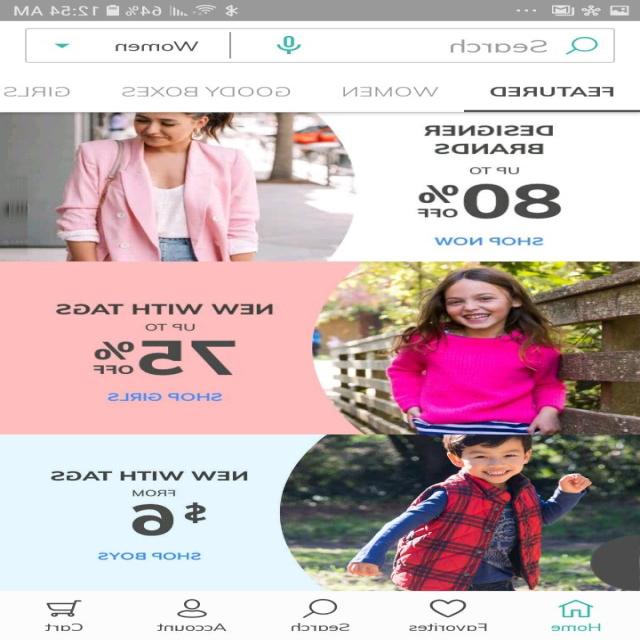 64% 12:54 AM
Search Women
FEATURED WOMEN GOODY BOXES GIRLS
DESIGNER
BRANDS
UP TO
80% OFF
SHOP NOW
NEW WITH TAGS
UP TO
75% OFF
SHOP GIRLS
NEW WITH TAGS
FROM
$6
SHOP BOYS
Home Favorites Search Account Cart